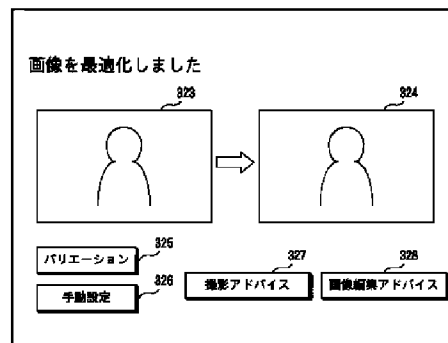 画像を最適化しました
323
324
バリエーション
325
手動設定
326
撮影アドバイス
327
画像編集アドバイス
328